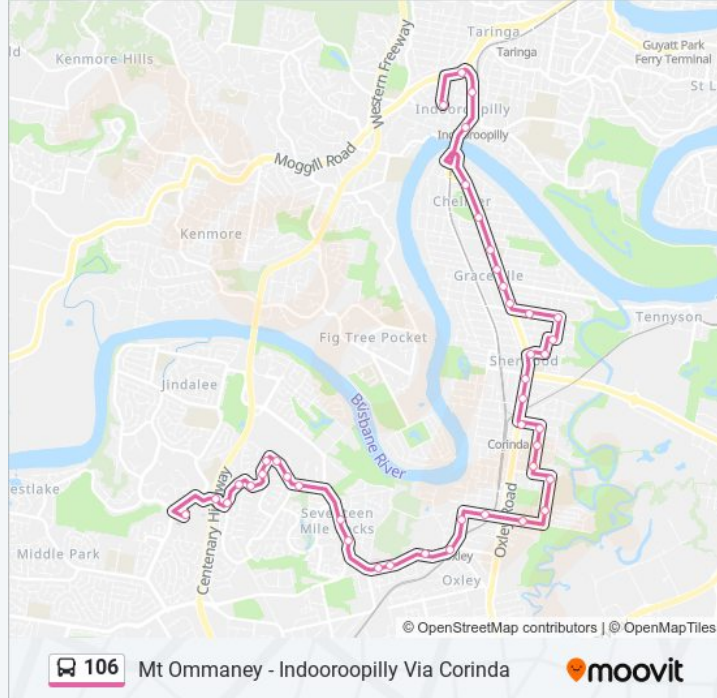 Taringa
Kenmore Hills
Taringa
Guyatt Park
Ferry Terminal
St L
Western Freeway
Indooroopilly
Indooroopilly
Moggill Road
Chelmer
Kenmore
Graceville
Tennyson
Fig Tree Pocket
Sherwood
Jindalee
Brisbane River
Corinda
estlake
Centenary Highway
Seventeen
Mile Rocks
Oxley Road
Middle Park
Oxley
Oxley
© OpenStreetMap contributors | © OpenMapTiles
106 Mt Ommaney - Indooroopilly Via Corinda
moovit